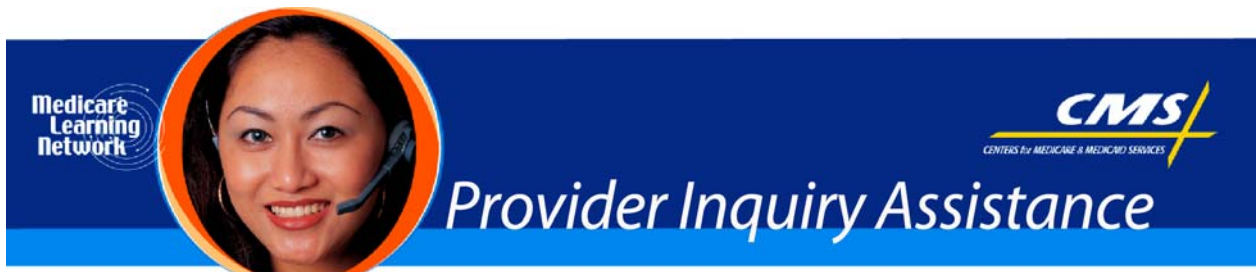 Medicare
Learning
Network
CMS
CENTERS for MEDICARE & MEDICAID SERVICES
Provider Inquiry Assistance